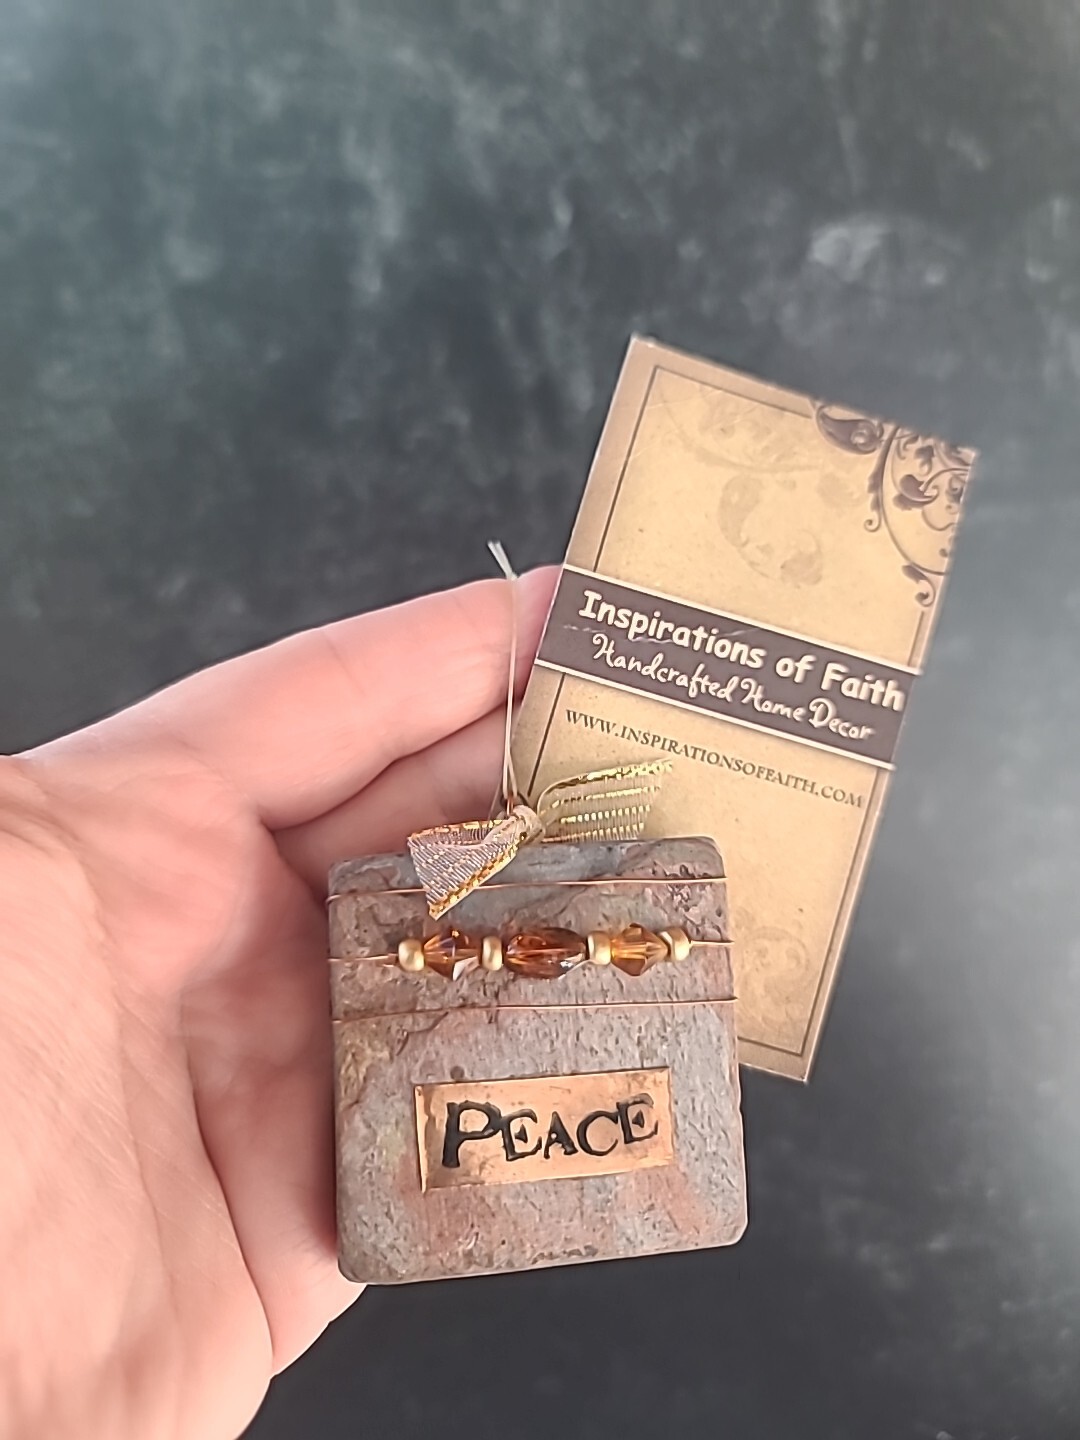 Inspirations of Faith
Handcrafted Home Decor
WWW.INSPIRATIONSOFFAITH.COM
PEACE